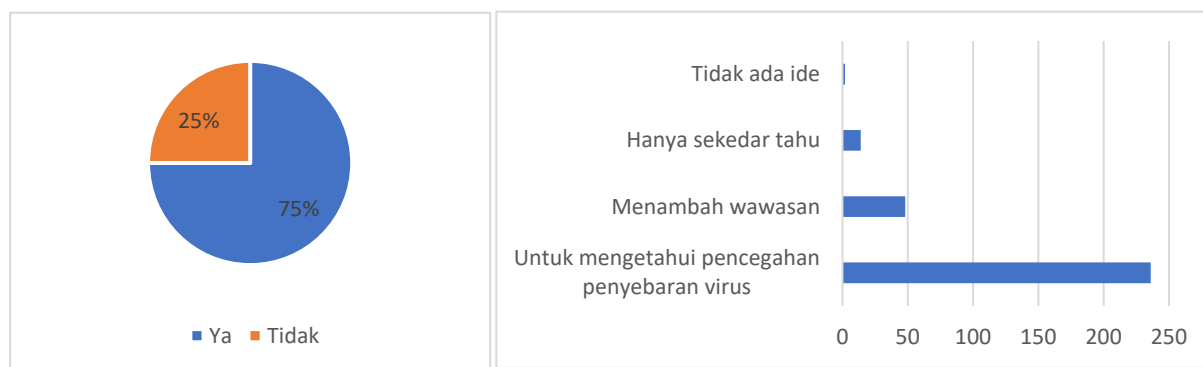 25%
75%
Ya Tidak
Tidak ada ide
Hanya sekedar tahu
Menambah wawasan
Untuk mengetahui pencegahan
penyebaran virus
0 50 100 150 200 250